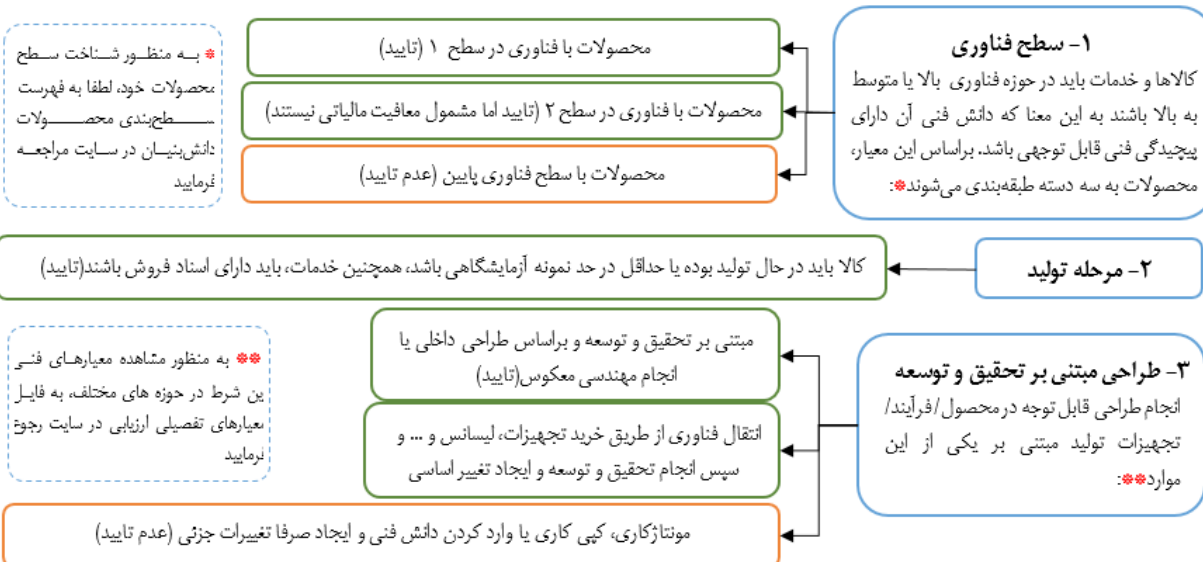 ۱- سطح فناوری
کالاها و خدمات باید در حوزه فناوری بالا یا متوسط
به بالا باشند به این معنا که دانش فنی آن دارای
پیچیدگی فنی قابل توجهی باشد. براساس این معیار،
محصولات به سه دسته طبقه‌بندی می‌شوند*:
محصولات با فناوری در سطح ۱ (تایید)
محصولات با فناوری در سطح ۲ (تایید اما مشمول معافیت مالیاتی نیستند)
محصولات با سطح فناوری پایین (عدم تایید)
* به منظور شناخت سطح
محصولات خود، لطفا به فهرست
سطح‌بندی محصولات
دانش‌بنیان در سایت مراجعه
فرمایید
۲- مرحله تولید
کالا باید در حال تولید بوده یا حداقل در حد نمونه آزمایشگاهی باشد، همچنین خدمات، باید دارای اسناد فروش باشند(تایید)
۳- طراحی مبتنی بر تحقیق و توسعه
انجام طراحی قابل توجه در محصول/ فرآیند/
تجهیزات تولید مبتنی بر یکی از این
موارد**:
مبتنی بر تحقیق و توسعه و براساس طراحی داخلی یا
انجام مهندسی معکوس(تایید)
انتقال فناوری از طریق خرید تجهیزات، لیسانس و ... و
سپس انجام تحقیق و توسعه و ایجاد تغییر اساسی
مونتاژکاری، کپی کاری یا وارد کردن دانش فنی و ایجاد صرفا تغییرات جزئی (عدم تایید)
** به منظور مشاهده معیارهای فنی
ین شرط در حوزه های مختلف، به فایل
معیارهای تفصیلی ارزیابی در سایت رجوع
فرمایید